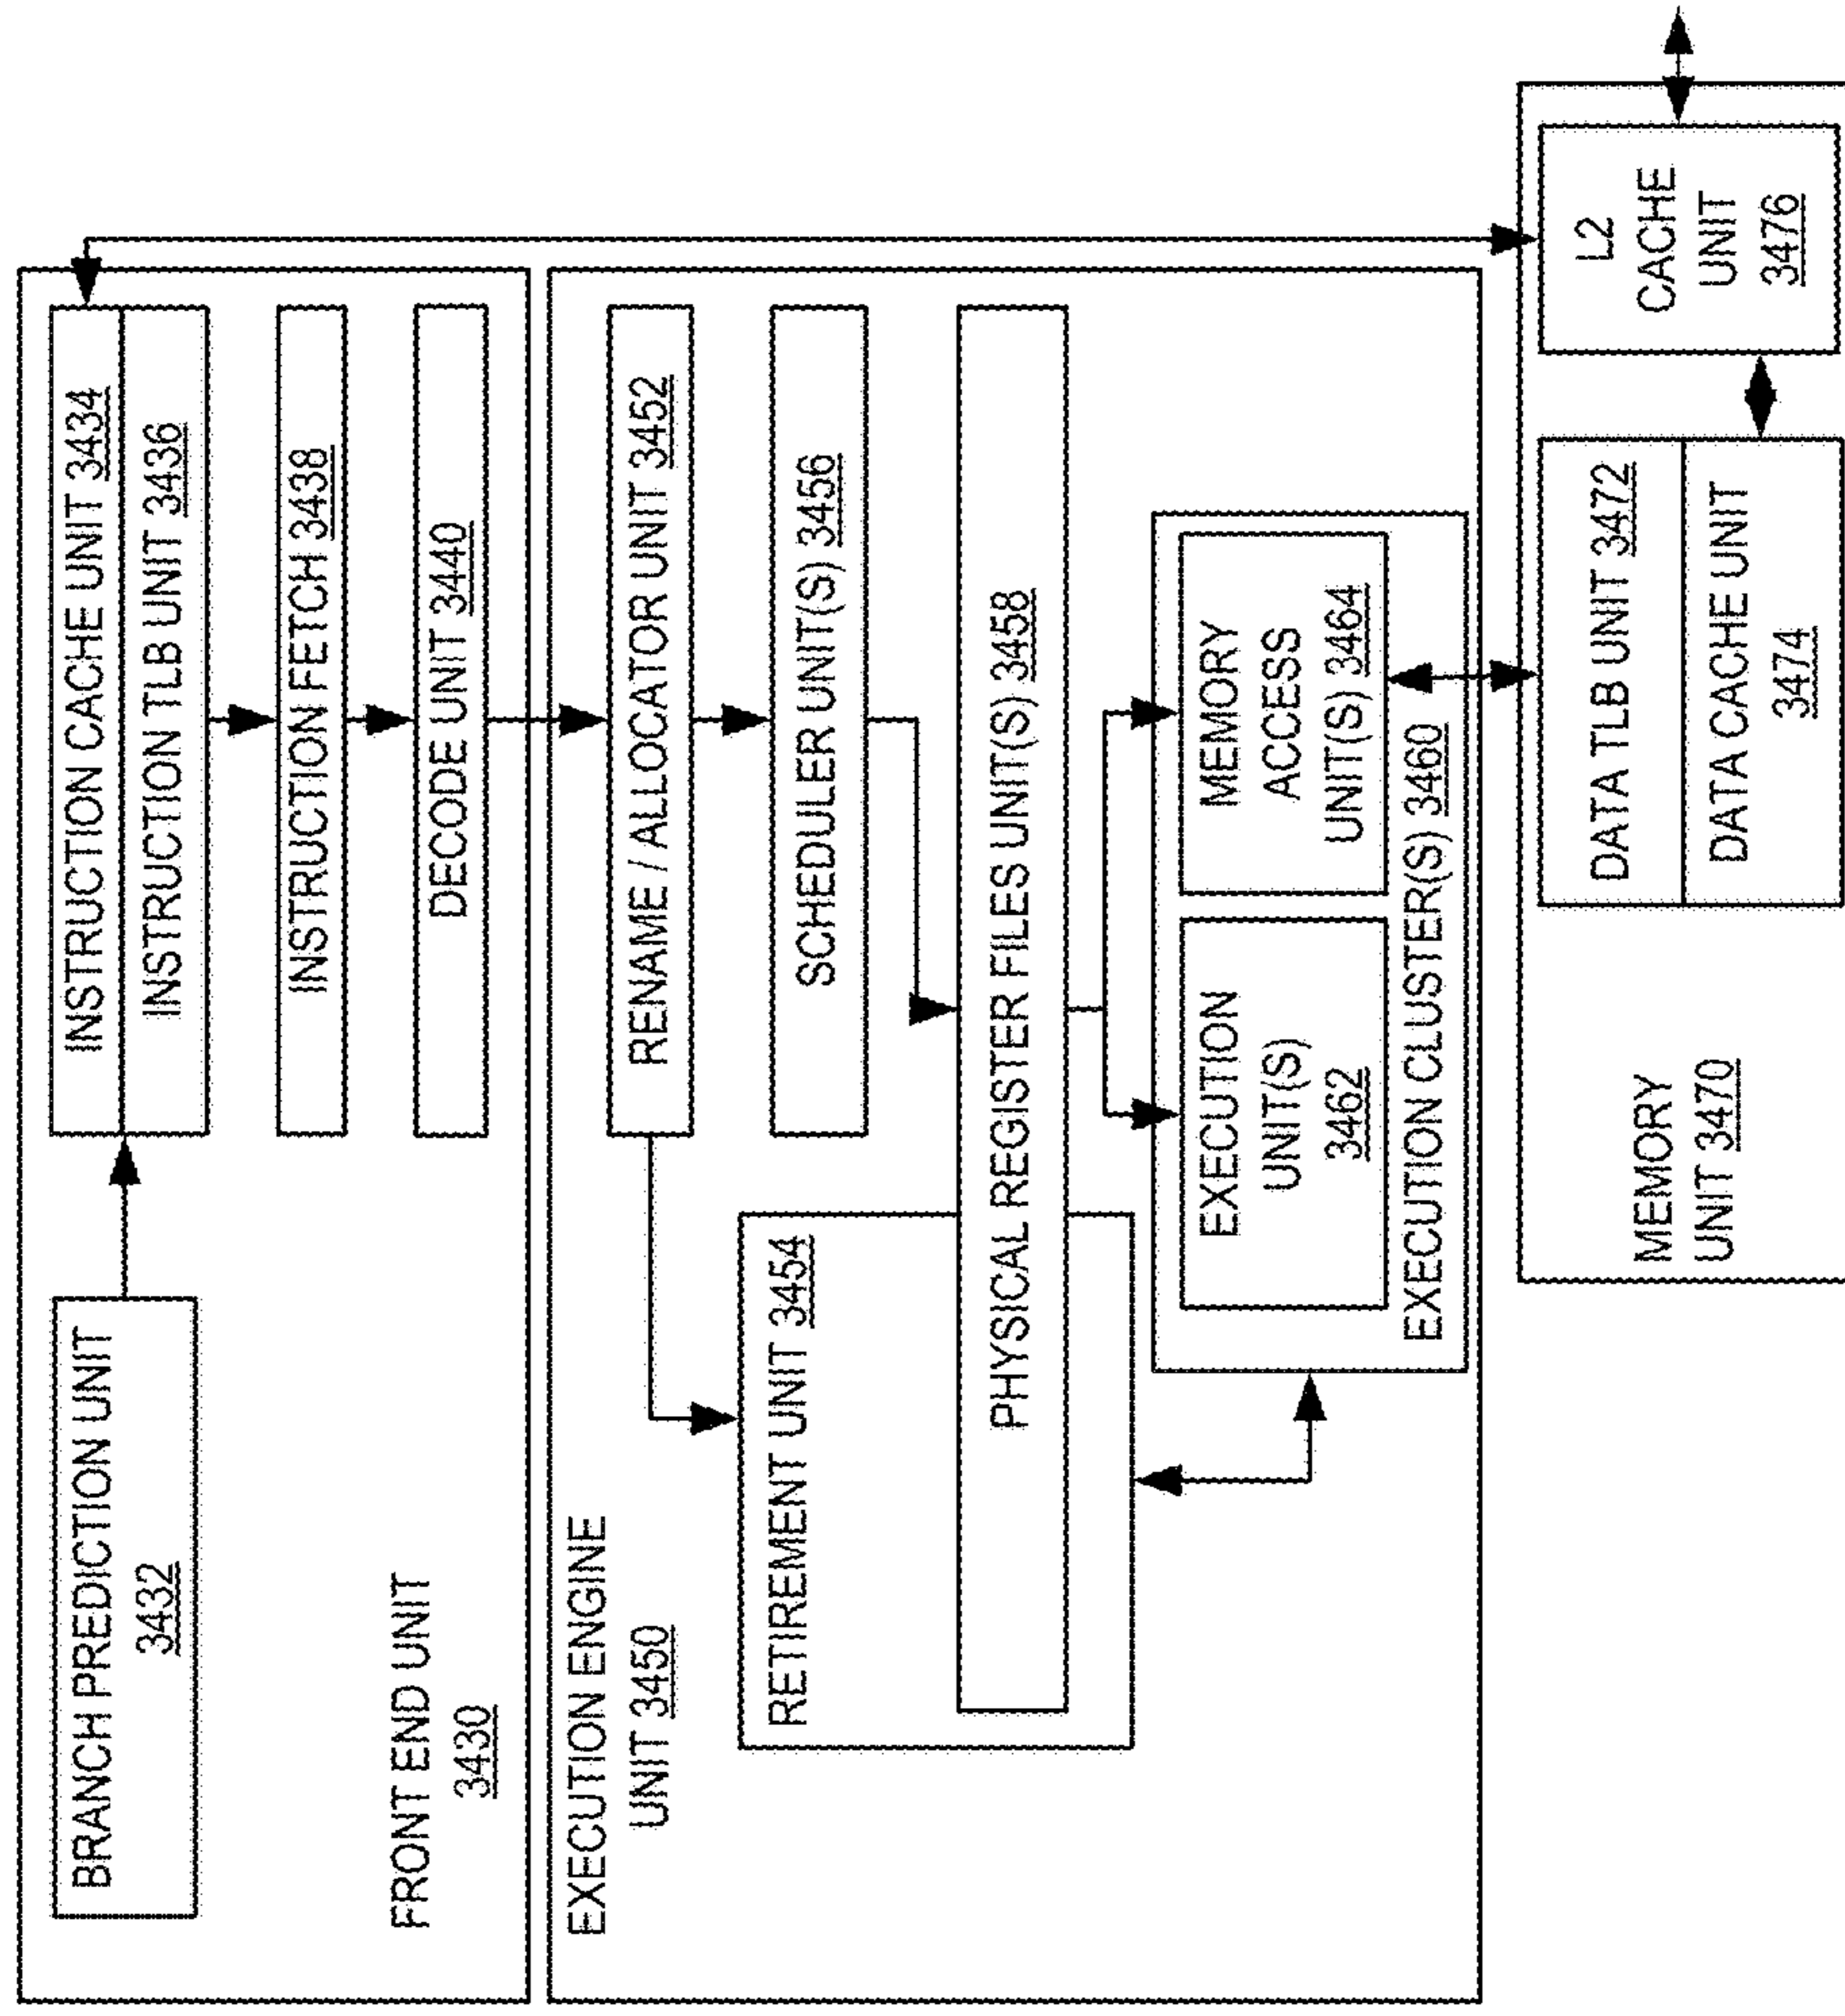 BRANCH PREDICTION UNIT
3432
INSTRUCTION CACHE UNIT 3434
INSTRUCTION TLB UNIT 3436
INSTRUCTION FETCH 3438
DECODE UNIT 3440
FRONT END UNIT
3430
EXECUTION ENGINE
UNIT 3450
RENAME / ALLOCATOR UNIT 3452
RETIREMENT UNIT 3454
SCHEDULER UNIT(S) 3456
PHYSICAL REGISTER FILES UNIT(S) 3458
EXECUTION
UNIT(S)
3462
MEMORY
ACCESS
UNIT(S) 3464
EXECUTION CLUSTER(S) 3460
MEMORY
UNIT 3470
DATA TLB UNIT 3472
DATA CACHE UNIT
3474
L2
CACHE
UNIT
3476